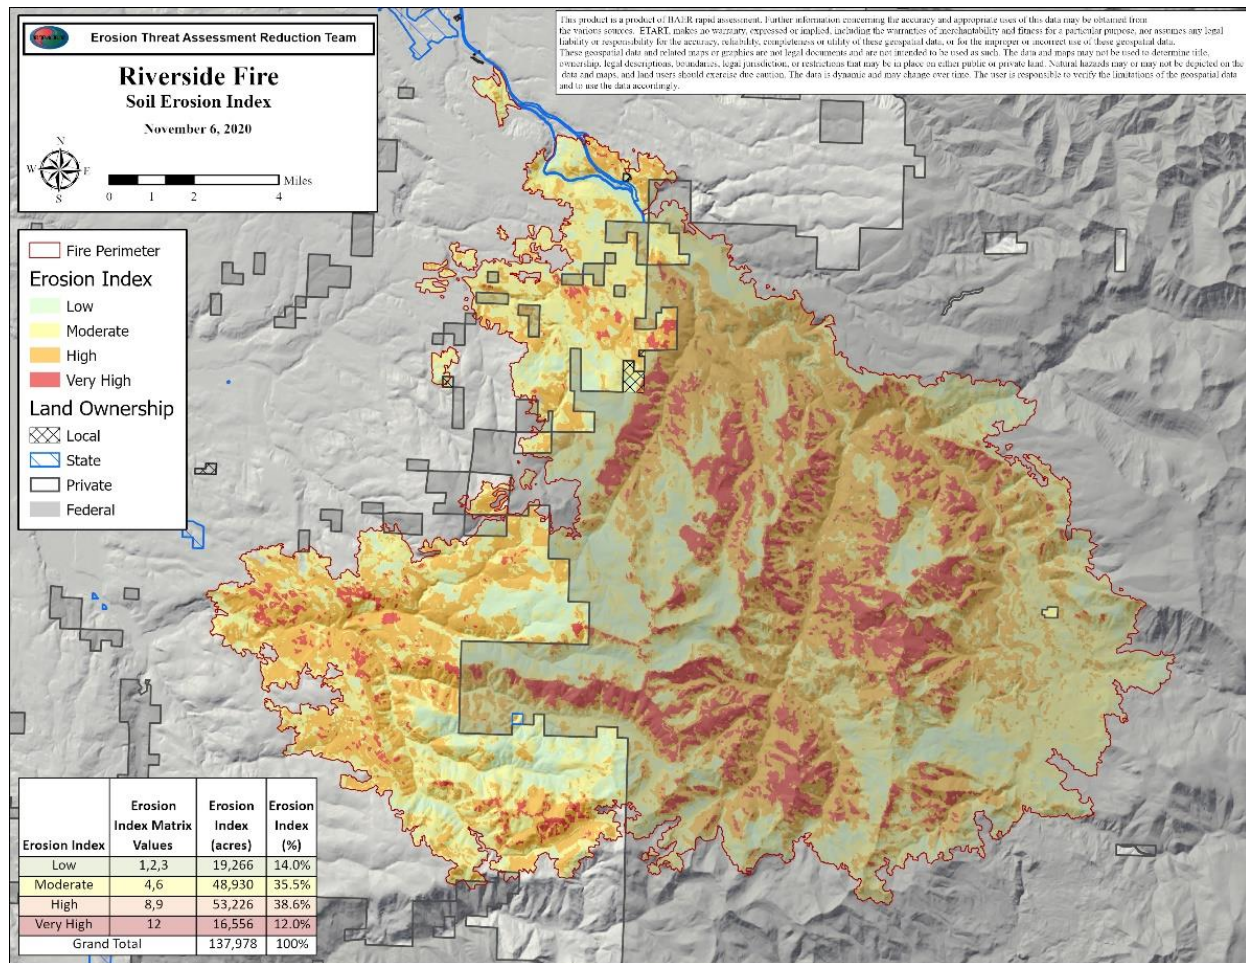 ETART
Erosion Threat Assessment Reduction Team
Riverside Fire
Soil Erosion Index
November 6, 2020
N
W E
S
Miles
0 1 2 4
This product is a product of BAER rapid assessment. Further information concerning the accuracy and appropriate uses of this data may be obtained from
the various sources. ETART, makes no warranty, expressed or implied, including the warranties of merchantability and fitness for a particular purpose, nor assumes any legal
liability or responsibility for the accuracy, reliability, completeness or utility of these geospatial data, or for the improper or incorrect use of these geospatial data.
These geospatial data and related maps or graphics are not legal documents and are not intended to be used as such. The data and maps may not be used to determine title,
ownership, legal descriptions, boundaries, legal jurisdiction, or restrictions that may be in place on either public or private land. Natural hazards may or may not be depicted on the
data and maps, and land users should exercise due caution. The data is dynamic and may change over time. The user is responsible to verify the limitations of the geospatial data
and to use the data accordingly.
Fire Perimeter
Erosion Index
Low
Moderate
High
Very High
Land Ownership
Local
State
Private
Federal
Erosion Index Erosion Index Matrix Values Erosion Index (acres) Erosion Index (%)
Low 1,2,3 19,266 14.0%
Moderate 4,6 48,930 35.5%
High 8,9 53,226 38.6%
Very High 12 16,556 12.0%
Grand Total 137,978 100%